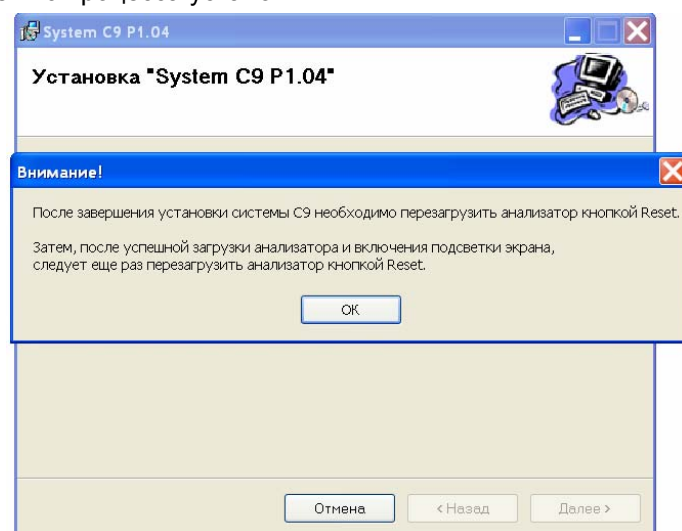 System C9 P1.04
Установка "System C9 P1.04"
Внимание!
После завершения установки системы С9 необходимо перезагрузить анализатор кнопкой Reset.
Затем, после успешной загрузки анализатора и включения подсветки экрана,
следует еще раз перезагрузить анализатор кнопкой Reset.
ОК
Отмена
< Назад
Далее >